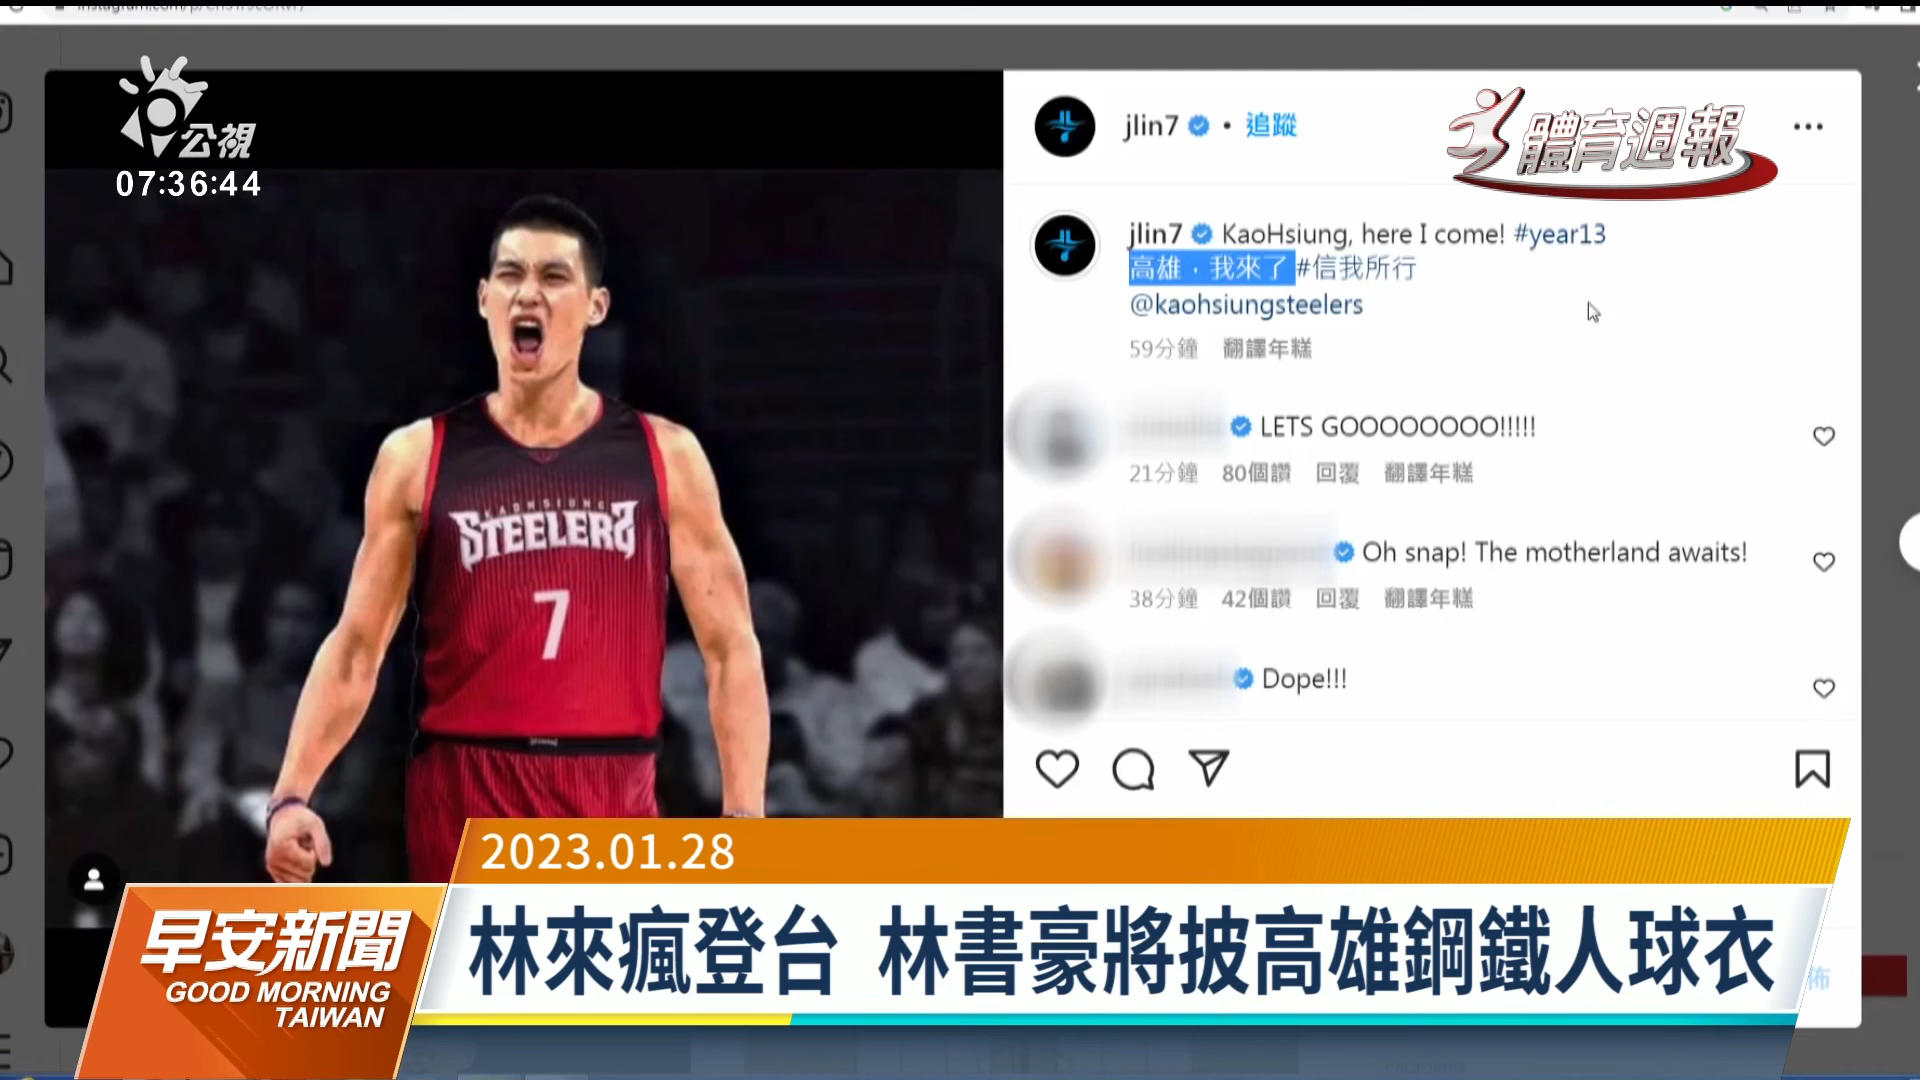 公視
07:36:44
體育週報
jlin7 • 追蹤
jlin7 KaoHsiung, here I come! #year13
高雄，我來了 #信我所行
@kaohsiungsteelers
59分鐘 翻譯年糕
LETS GOOOOOOOO!!!!!
21分鐘 80個讚 回覆 翻譯年糕
Oh snap! The motherland awaits!
38分鐘 42個讚 回覆 翻譯年糕
Dope!!!
KAOHSIUNG
STEELERS
7
2023.01.28
林來瘋登台 林書豪將披高雄鋼鐵人球衣
早安新聞
GOOD MORNING
TAIWAN